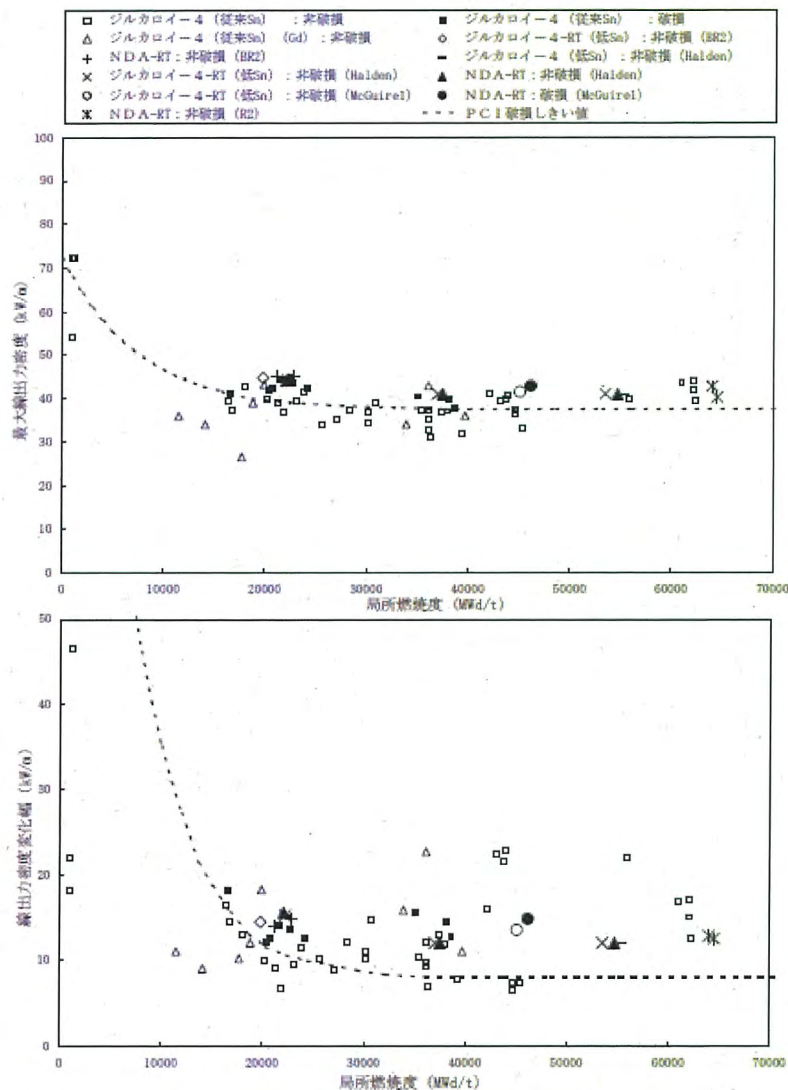 ジルカロイ-4 (従来Sn) : 非破損
ジルカロイ-4 (従来Sn) : 破損
ジルカロイ-4 (従来Sn) (Gd) : 非破損
ジルカロイ-4-RT (低Sn) : 非破損 (BR2)
NDA-RT : 非破損 (BR2)
ジルカロイ-4 (低Sn) : 非破損 (Halden)
ジルカロイ-4-RT (低Sn) : 非破損 (Halden)
NDA-RT : 非破損 (Halden)
ジルカロイ-4-RT (低Sn) : 非破損 (McGuire1)
NDA-RT : 破損 (McGuire1)
NDA-RT : 非破損 (R2)
PCI破損しきい値
最大線出力密度 (kW/m)
100
90
80
70
60
50
40
30
20
10
0
0 10000 20000 30000 40000 50000 60000 70000
局所燃焼度 (MWd/t)
線出力密度変化幅 (kW/m)
50
40
30
20
10
0
0 10000 20000 30000 40000 50000 60000 70000
局所燃焼度 (MWd/t)